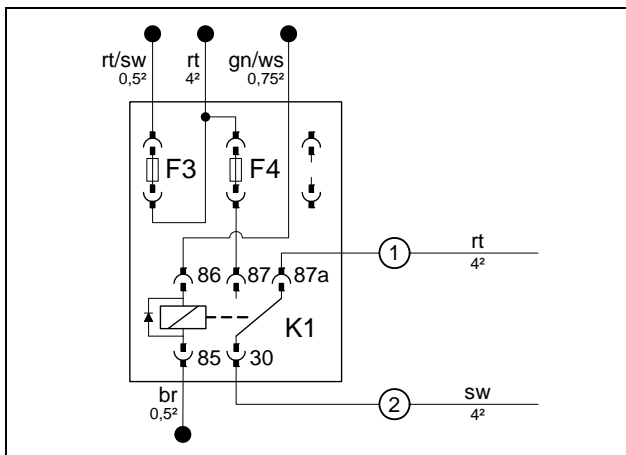 rt/sw rt gn/ws
0,5² 4² 0,75²
F3 F4
1 rt
4²
86 87 87a
K1
85 30
br
0,5²
2 sw
4²